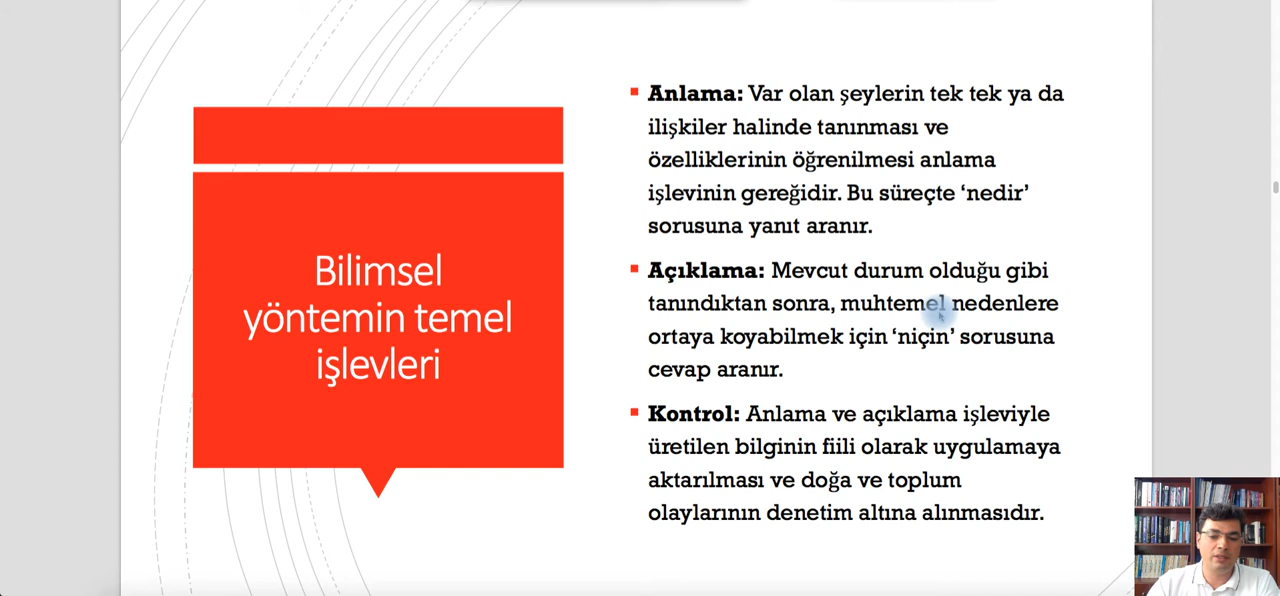 Bilimsel
yöntemin temel
işlevleri
Anlama: Var olan şeylerin tek tek ya da
ilişkiler halinde tanınması ve
özelliklerinin öğrenilmesi anlama
işlevinin gereğidir. Bu süreçte ‘nedir’
sorusuna yanıt aranır.
Açıklama: Mevcut durum olduğu gibi
tanındıktan sonra, muhtemel nedenlere
ortaya koyabilmek için ‘niçin’ sorusuna
cevap aranır.
Kontrol: Anlama ve açıklama işleviyle
üretilen bilginin fiili olarak uygulamaya
aktarılması ve doğa ve toplum
olaylarının denetim altına alınmasıdır.